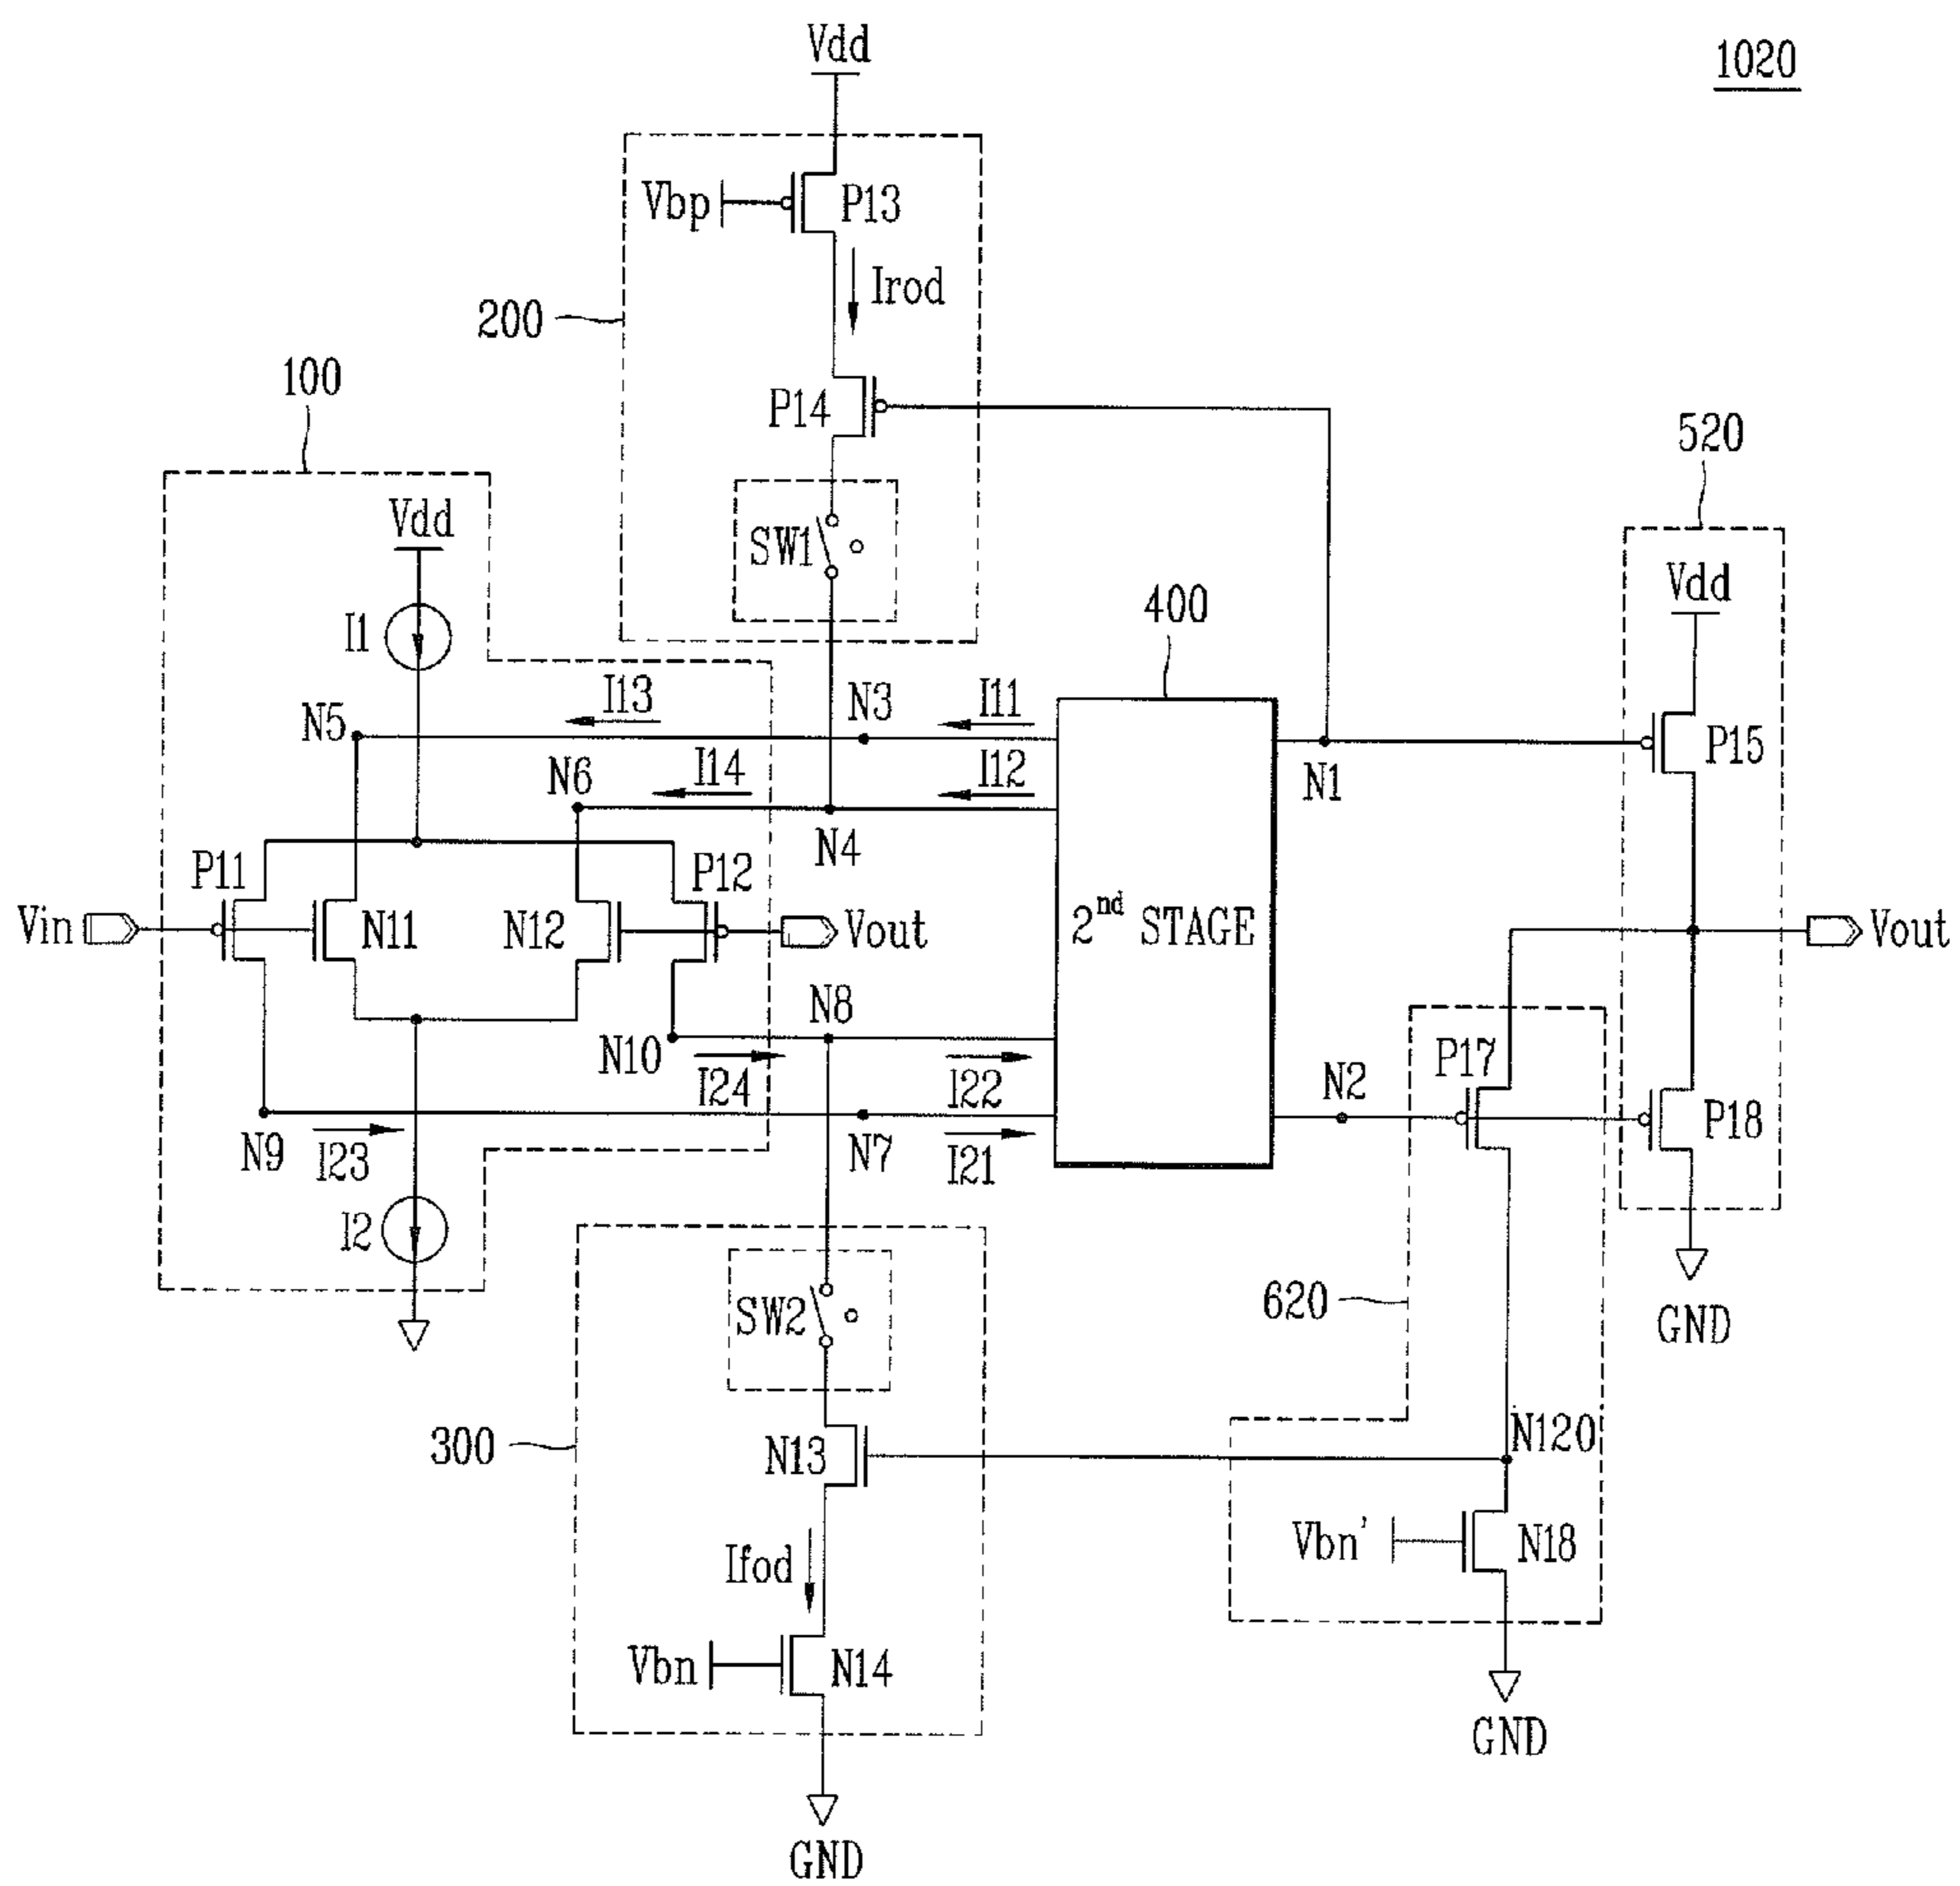 Vdd
1020
Vbp
P13
Irod
200
P14
100
520
Vdd
SW1
Vdd
400
I1
I13
N3
I11
N5
P15
I14
I12
N6
N1
N4
P11
P12
Vin
N11
N12
Vout
2nd STAGE
Vout
N8
N10
P17
N2
I24
I22
P18
N9
I23
N7
I21
I2
SW2
620
GND
N120
300
N13
Vbn'
N18
Ifod
Vbn
N14
GND
GND